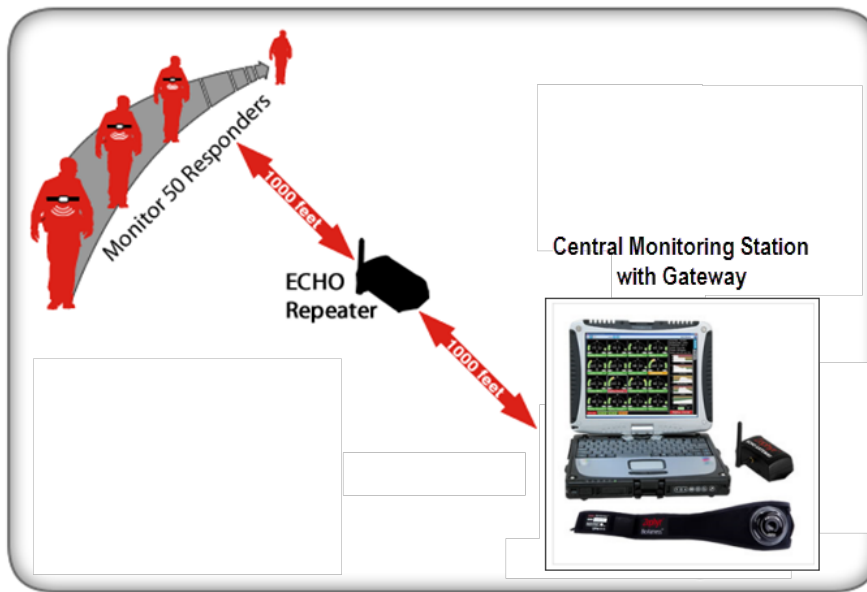 Monitor 50 Responders
1000 feet
ECHO
Repeater
Central Monitoring Station
with Gateway
1000 feet